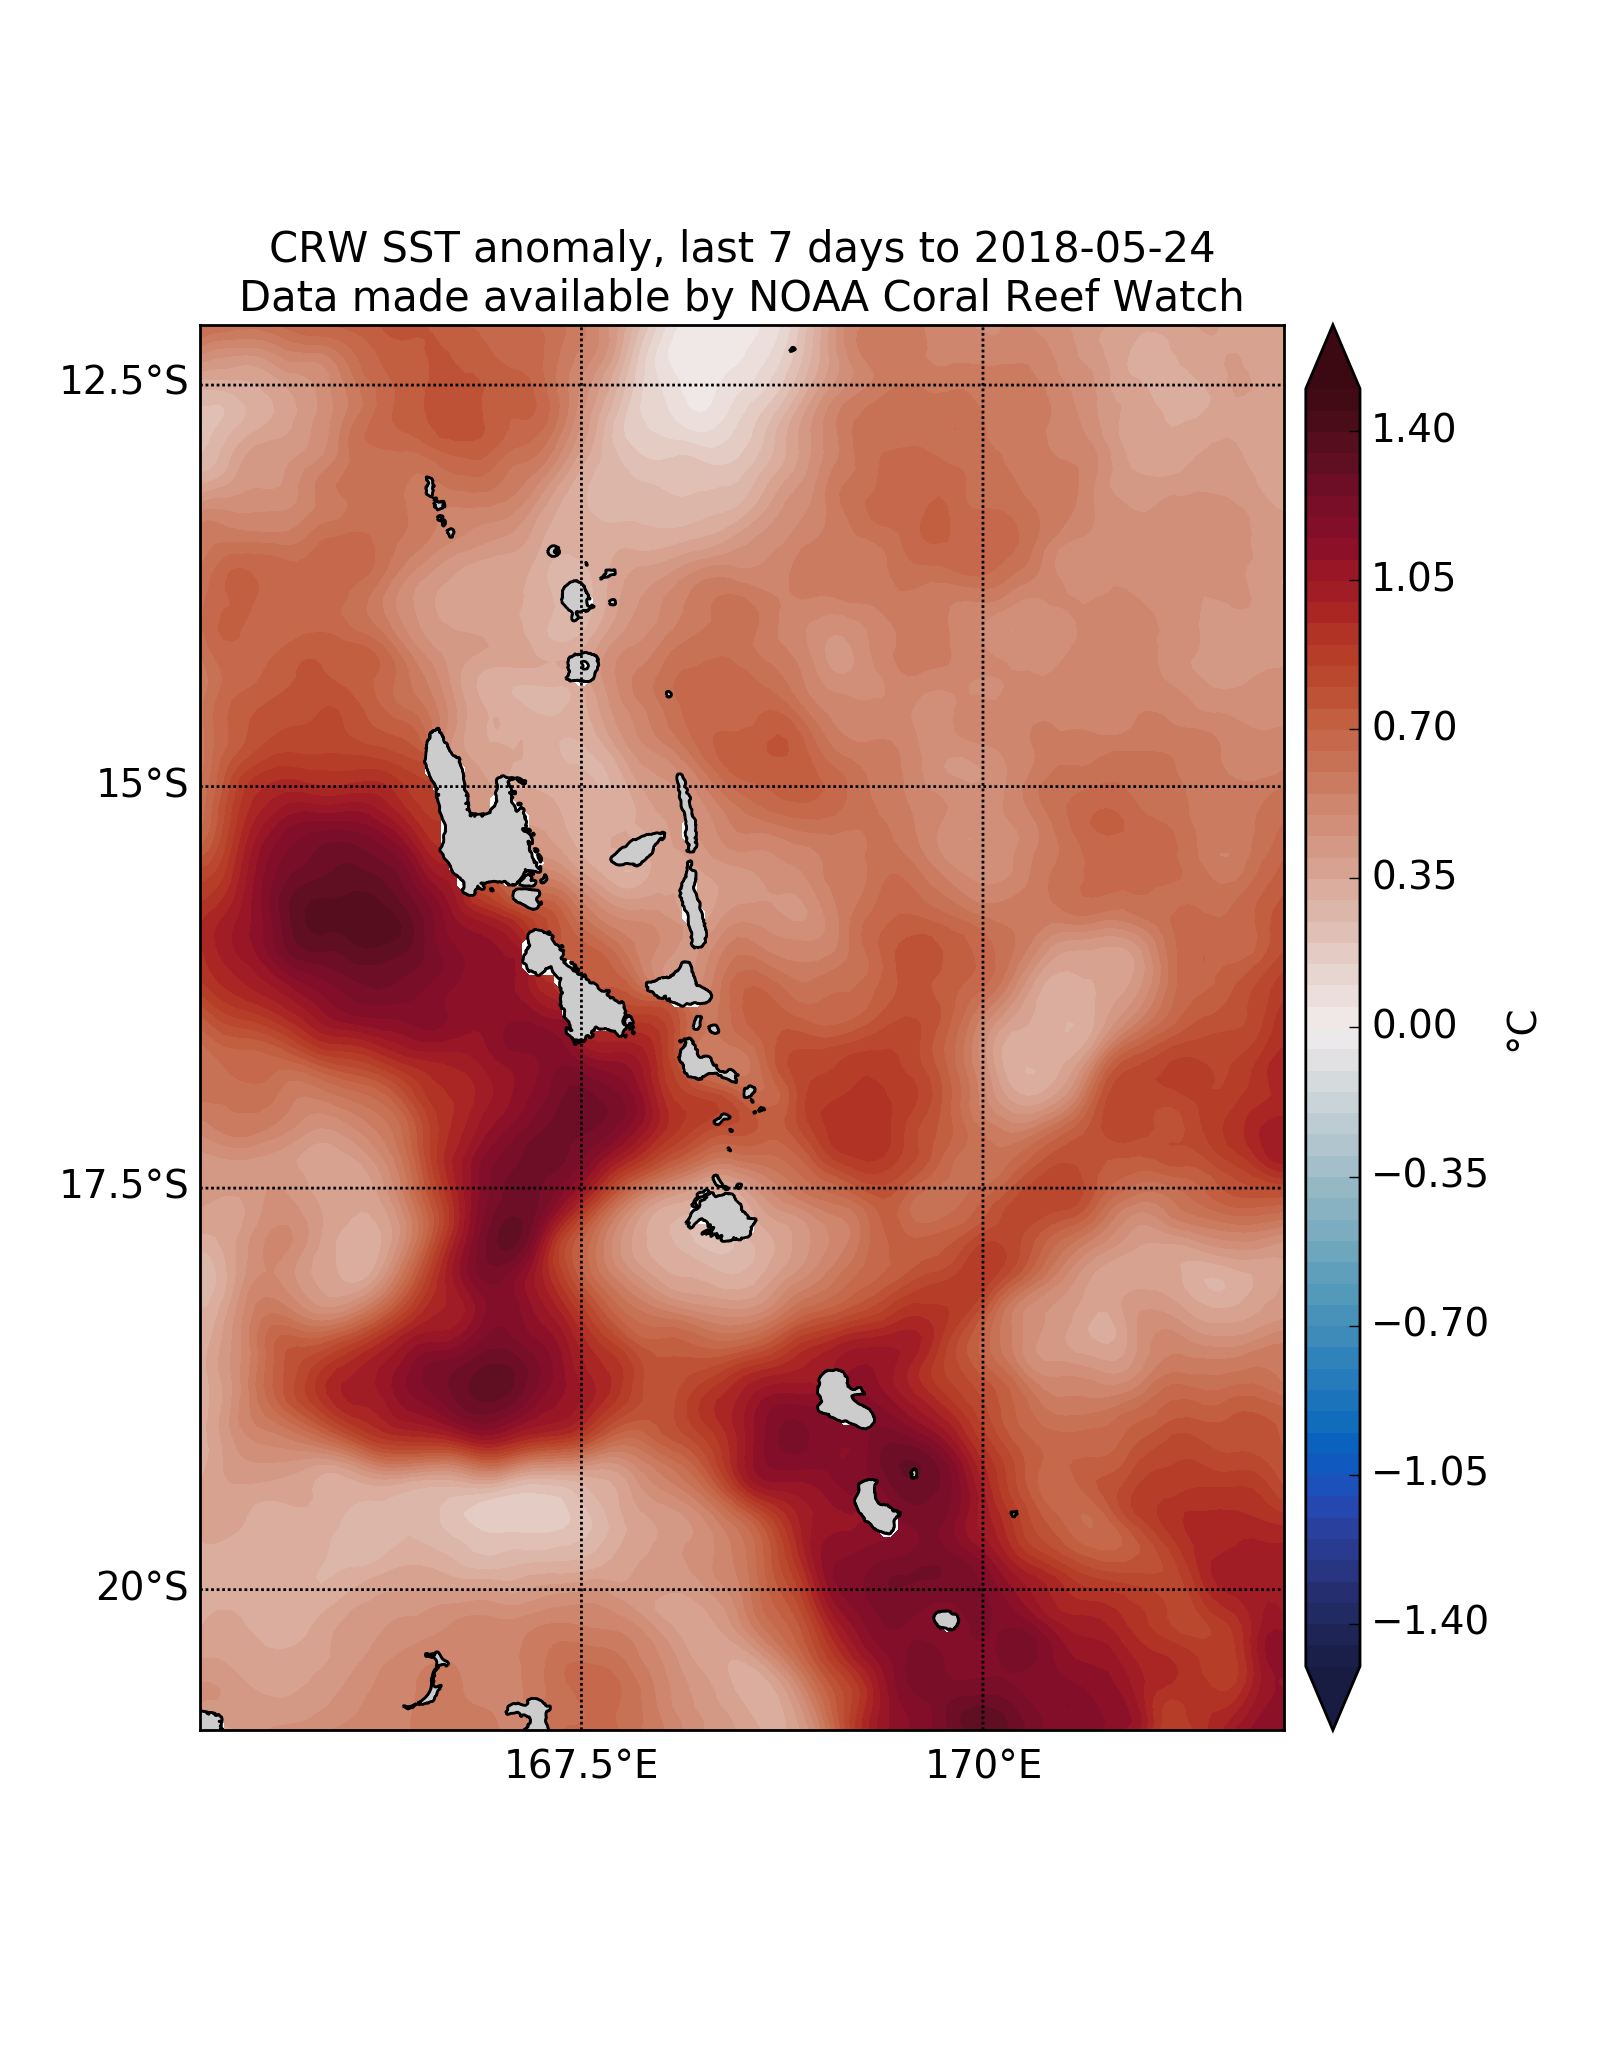 CRW SST anomaly, last 7 days to 2018-05-24
Data made available by NOAA Coral Reef Watch
12.5°S
15°S
17.5°S
20°S
167.5°E
170°E
1.40
1.05
0.70
0.35
0.00
−0.35
−0.70
−1.05
−1.40
°C